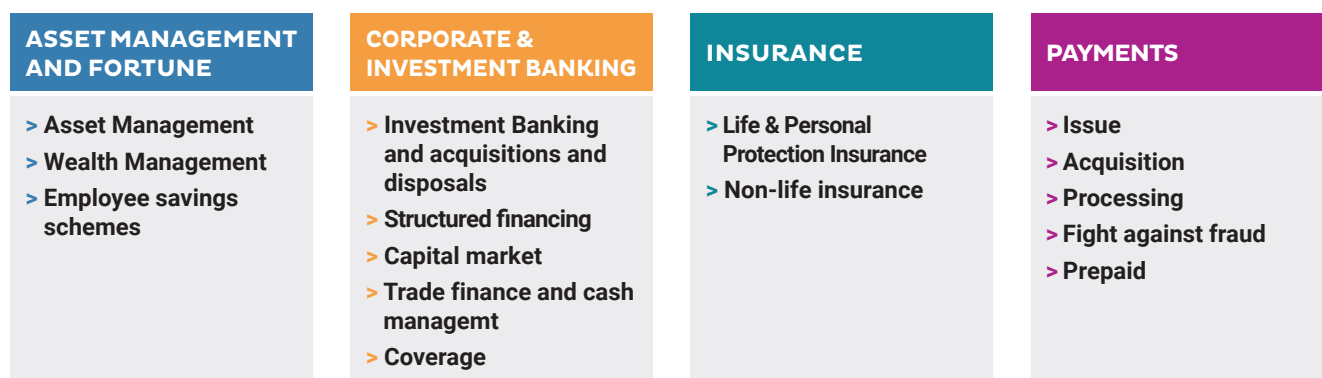 ASSET MANAGEMENT
AND FORTUNE
> Asset Management
> Wealth Management
> Employee savings
schemes
CORPORATE &
INVESTMENT BANKING
> Investment Banking
and acquisitions and
disposals
> Structured financing
> Capital market
> Trade finance and cash
managemt
> Coverage
INSURANCE
> Life & Personal
Protection Insurance
> Non-life insurance
PAYMENTS
> Issue
> Acquisition
> Processing
> Fight against fraud
> Prepaid